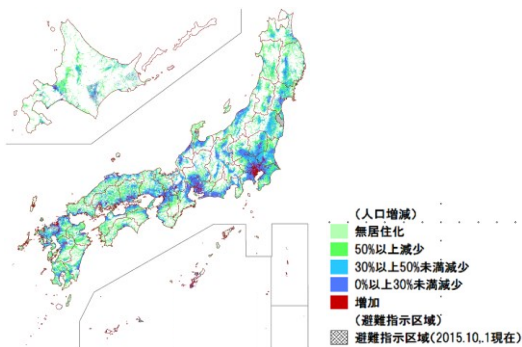 (人口増減)
無居住化
50%以上減少
30%以上50%未満減少
0%以上30%未満減少
増加
(避難指示区域)
避難指示区域(2015.10,.1現在)